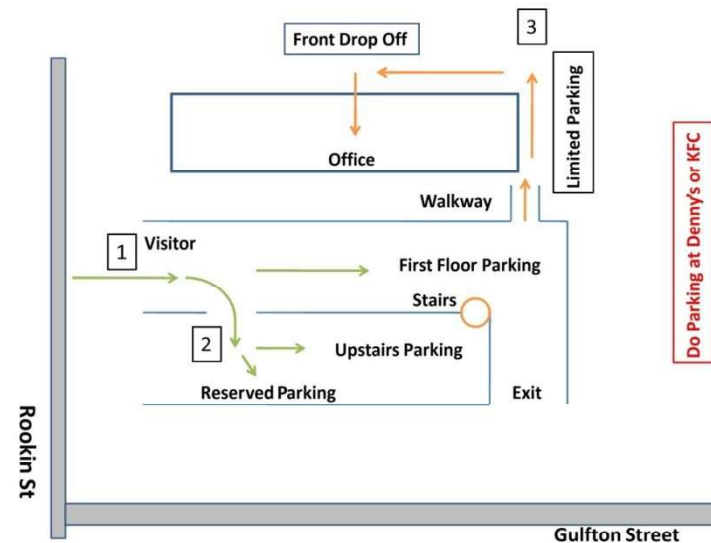 3
Front Drop Off
Limited Parking
Office
Do Parking at Denny's or KFC
Walkway
1
Visitor
First Floor Parking
Stairs
2
Upstairs Parking
Reserved Parking
Exit
Rookin St
Gulfton Street